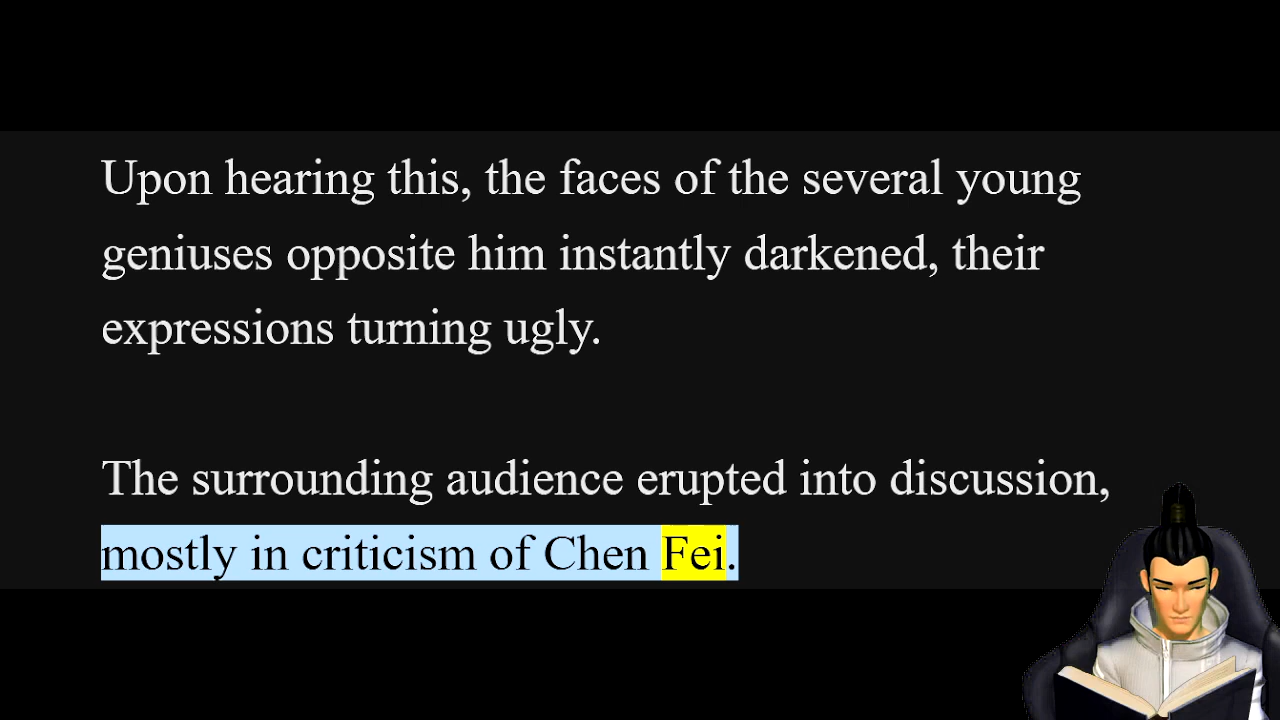 Upon hearing this, the faces of the several young
geniuses opposite him instantly darkened, their
expressions turning ugly.
The surrounding audience erupted into discussion,
mostly in criticism of Chen Fei.